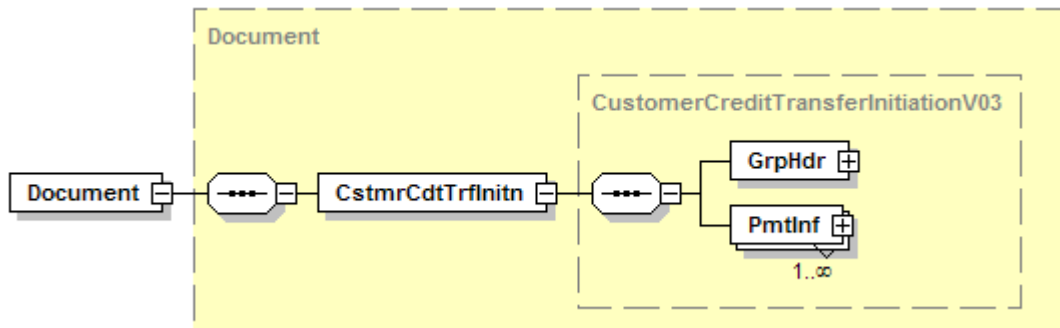 Document
CustomerCreditTransferInitiationV03
GrpHdr
Document
CstmrCdtTrfInitn
PmtInf
1..∞